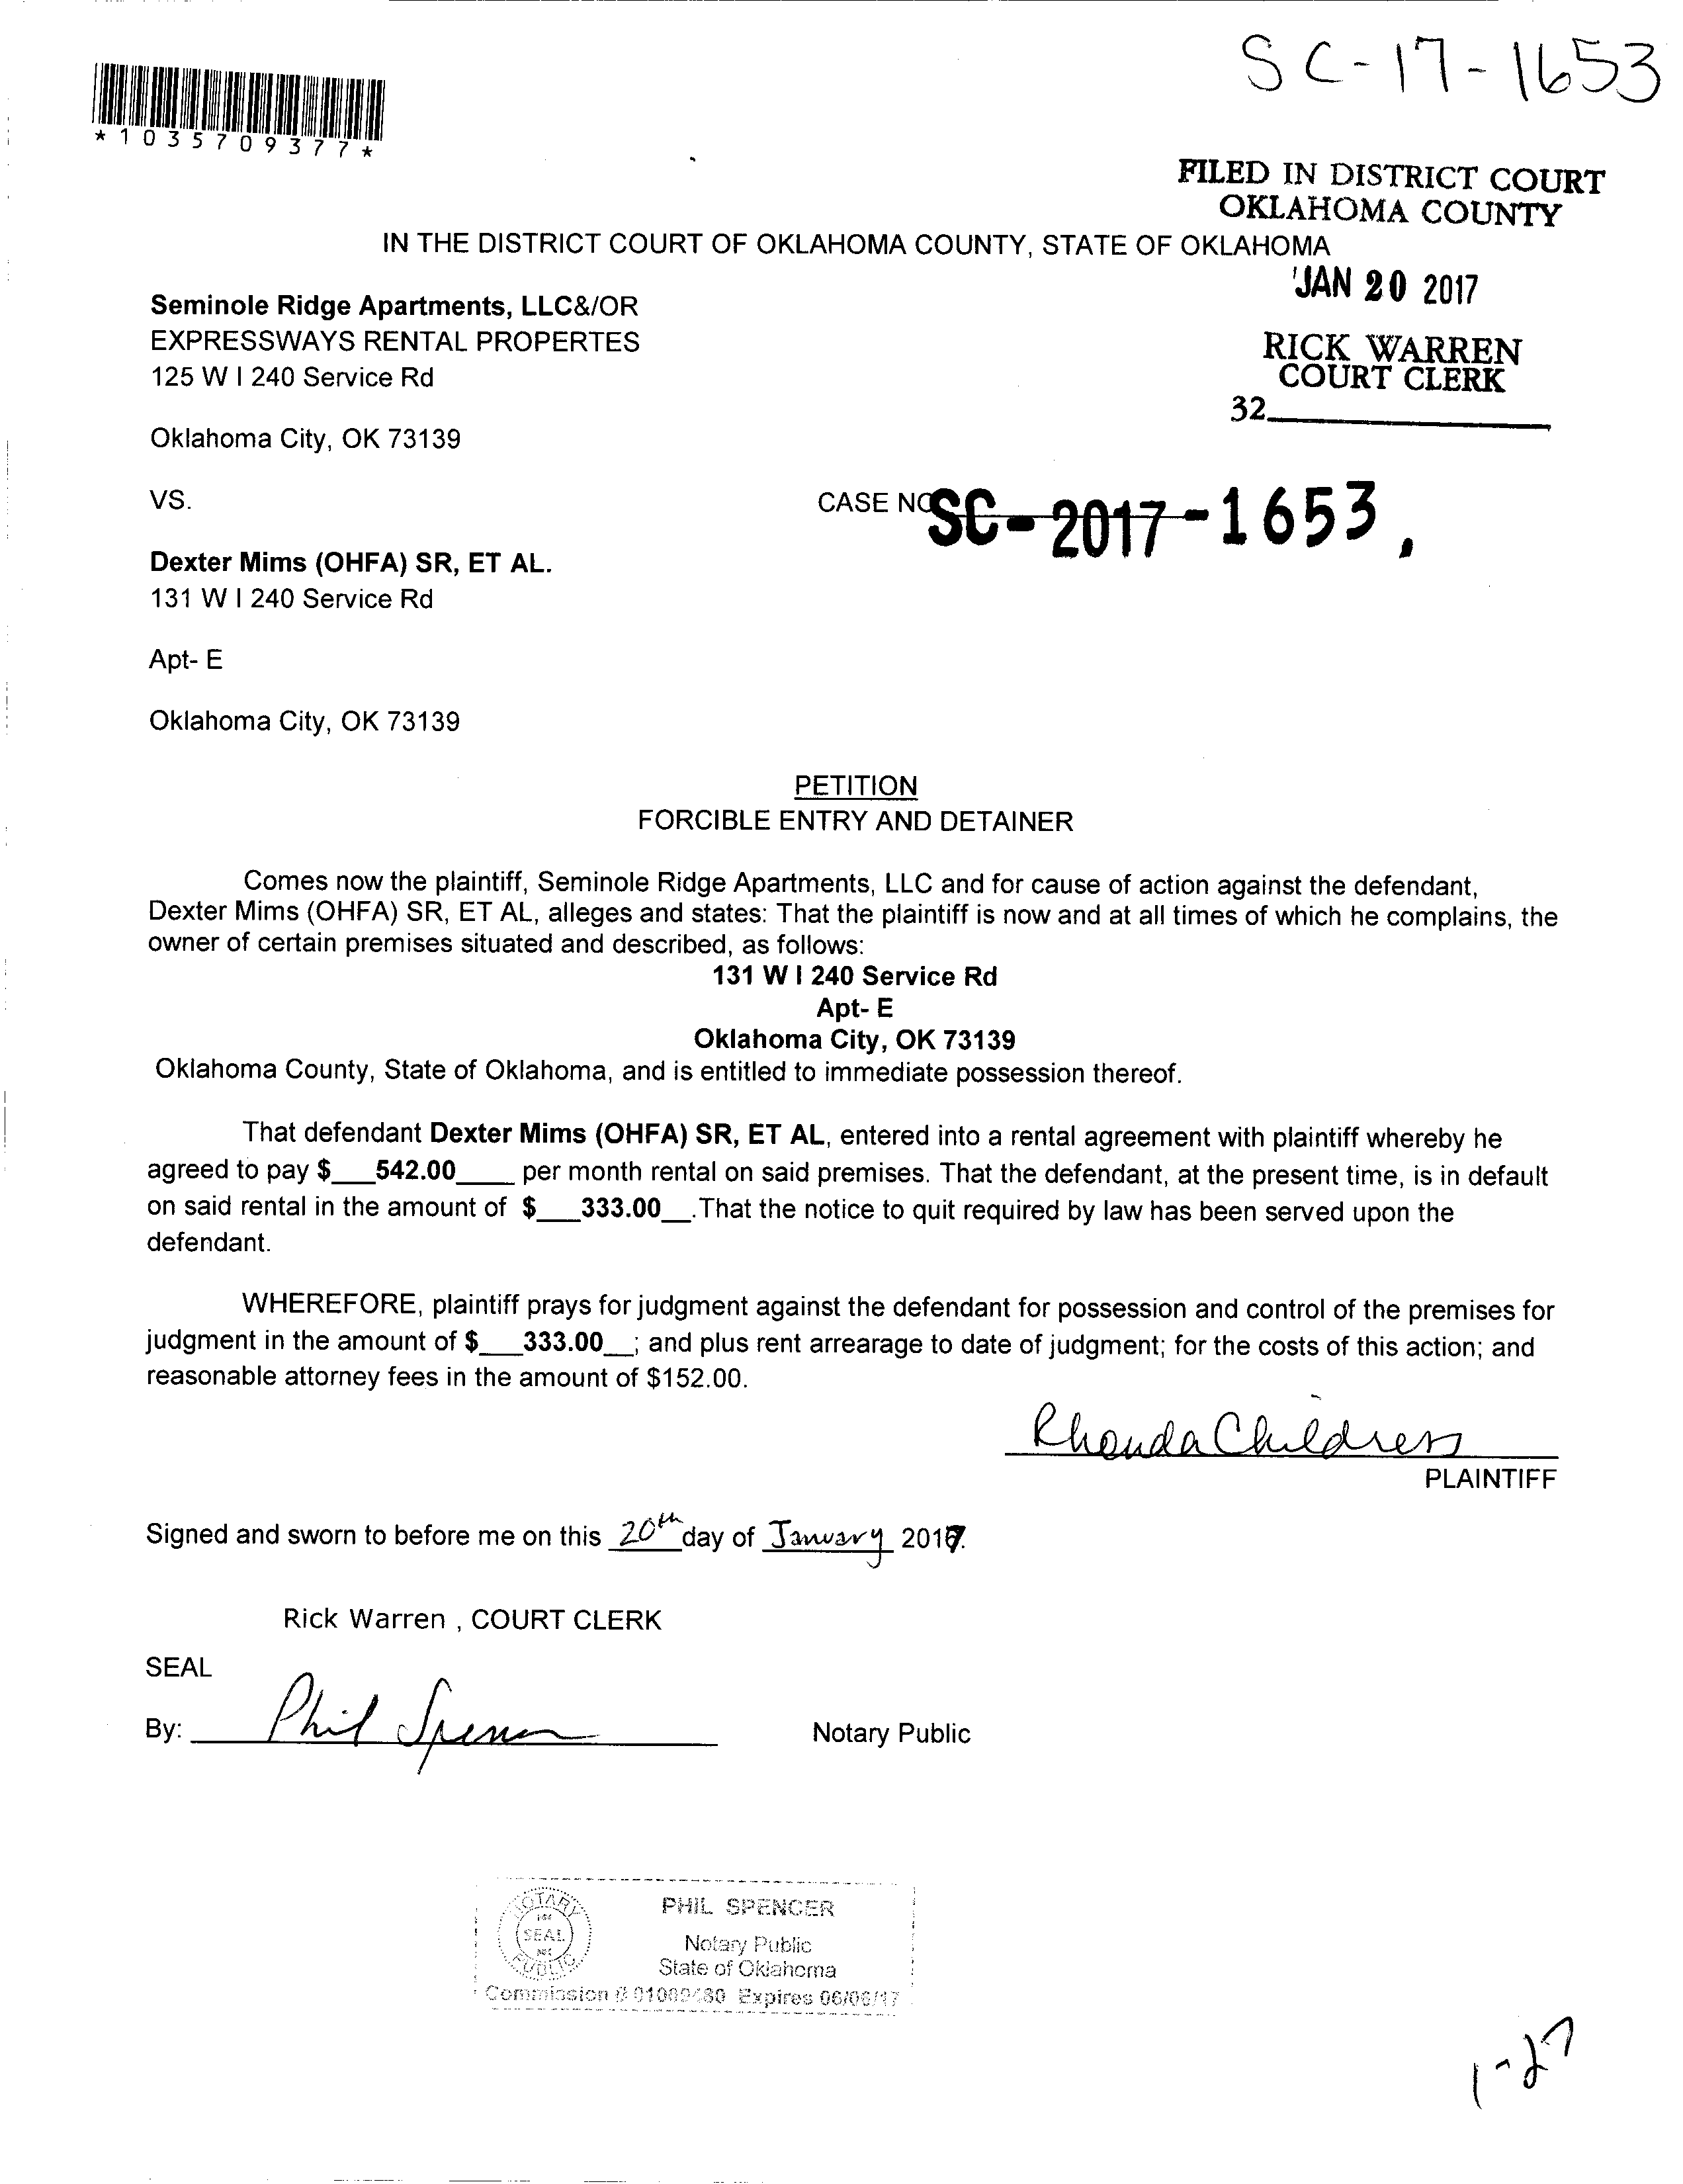 SC-17-1653
*1035709377*
FILED IN DISTRICT COURT
OKLAHOMA COUNTY
IN THE DISTRICT COURT OF OKLAHOMA COUNTY, STATE OF OKLAHOMA
JAN 20 2017
Seminole Ridge Apartments, LLC&/OR
EXPRESSWAYS RENTAL PROPERTES
125 W I 240 Service Rd
RICK WARREN
COURT CLERK
32
Oklahoma City, OK 73139
VS.
CASE NO SC-2017-1653,
Dexter Mims (OHFA) SR, ET AL.
131 W I 240 Service Rd
Apt- E
Oklahoma City, OK 73139
PETITION
FORCIBLE ENTRY AND DETAINER
Comes now the plaintiff, Seminole Ridge Apartments, LLC and for cause of action against the defendant,
Dexter Mims (OHFA) SR, ET AL, alleges and states: That the plaintiff is now and at all times of which he complains, the
owner of certain premises situated and described, as follows:
131 W I 240 Service Rd
Apt- E
Oklahoma City, OK 73139
Oklahoma County, State of Oklahoma, and is entitled to immediate possession thereof.
That defendant Dexter Mims (OHFA) SR, ET AL, entered into a rental agreement with plaintiff whereby he
agreed to pay $___542.00____ per month rental on said premises. That the defendant, at the present time, is in default
on said rental in the amount of $___333.00__.That the notice to quit required by law has been served upon the
defendant.
WHEREFORE, plaintiff prays for judgment against the defendant for possession and control of the premises for
judgment in the amount of $___333.00__; and plus rent arrearage to date of judgment; for the costs of this action; and
reasonable attorney fees in the amount of $152.00.
Rhonda Childress
PLAINTIFF
Signed and sworn to before me on this 20th day of January 2017.
Rick Warren , COURT CLERK
SEAL
By: Phil Spencer Notary Public
NOTARY
SEAL
PUBLIC
PHIL SPENCER
Notary Public
State of Oklahoma
Commission # Expires 06/06/17
1-27